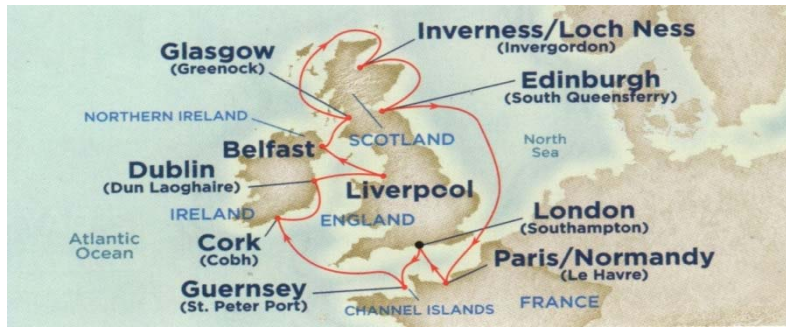 Inverness/Loch Ness
(Invergordon)
Glasgow
(Greenock)
Edinburgh
(South Queensferry)
NORTHERN IRELAND
SCOTLAND
North
Sea
Belfast
Dublin
(Dun Laoghaire)
Liverpool
IRELAND
ENGLAND
London
(Southampton)
Atlantic
Ocean
Cork
(Cobh)
Paris/Normandy
(Le Havre)
Guernsey
(St. Peter Port)
CHANNEL ISLANDS
FRANCE